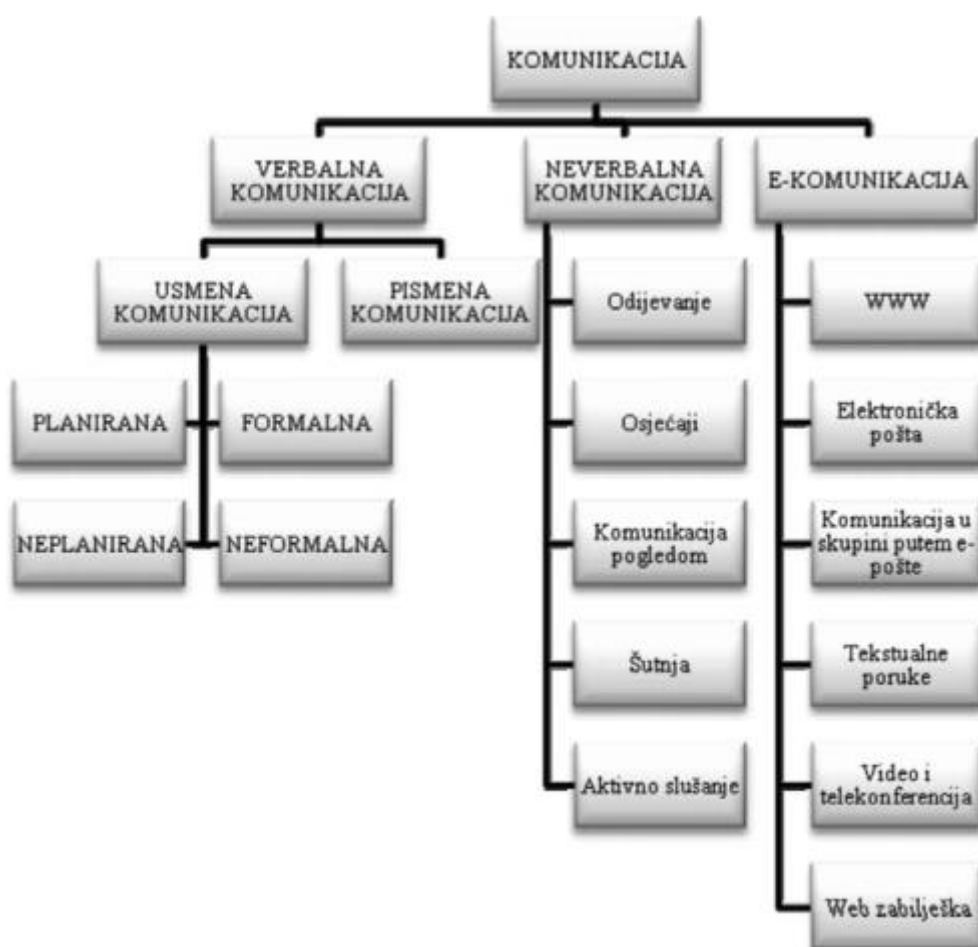 KOMUNIKACIJA
VERBALNA
KOMUNIKACIJA
NEVERBALNA
KOMUNIKACIJA
E-KOMUNIKACIJA
USMENA
KOMUNIKACIJA
PISMENA
KOMUNIKACIJA
PLANIRANA
FORMALNA
NEPLANIRANA
NEFORMALNA
Odijevanje
Osjećaji
Komunikacija
pogledom
Šutnja
Aktivno slušanje
WWW
Elektronička
pošta
Komunikacija u
skupini putem e-
pošte
Tekstualne
poruke
Video i
telekonferencija
Web zabilješka